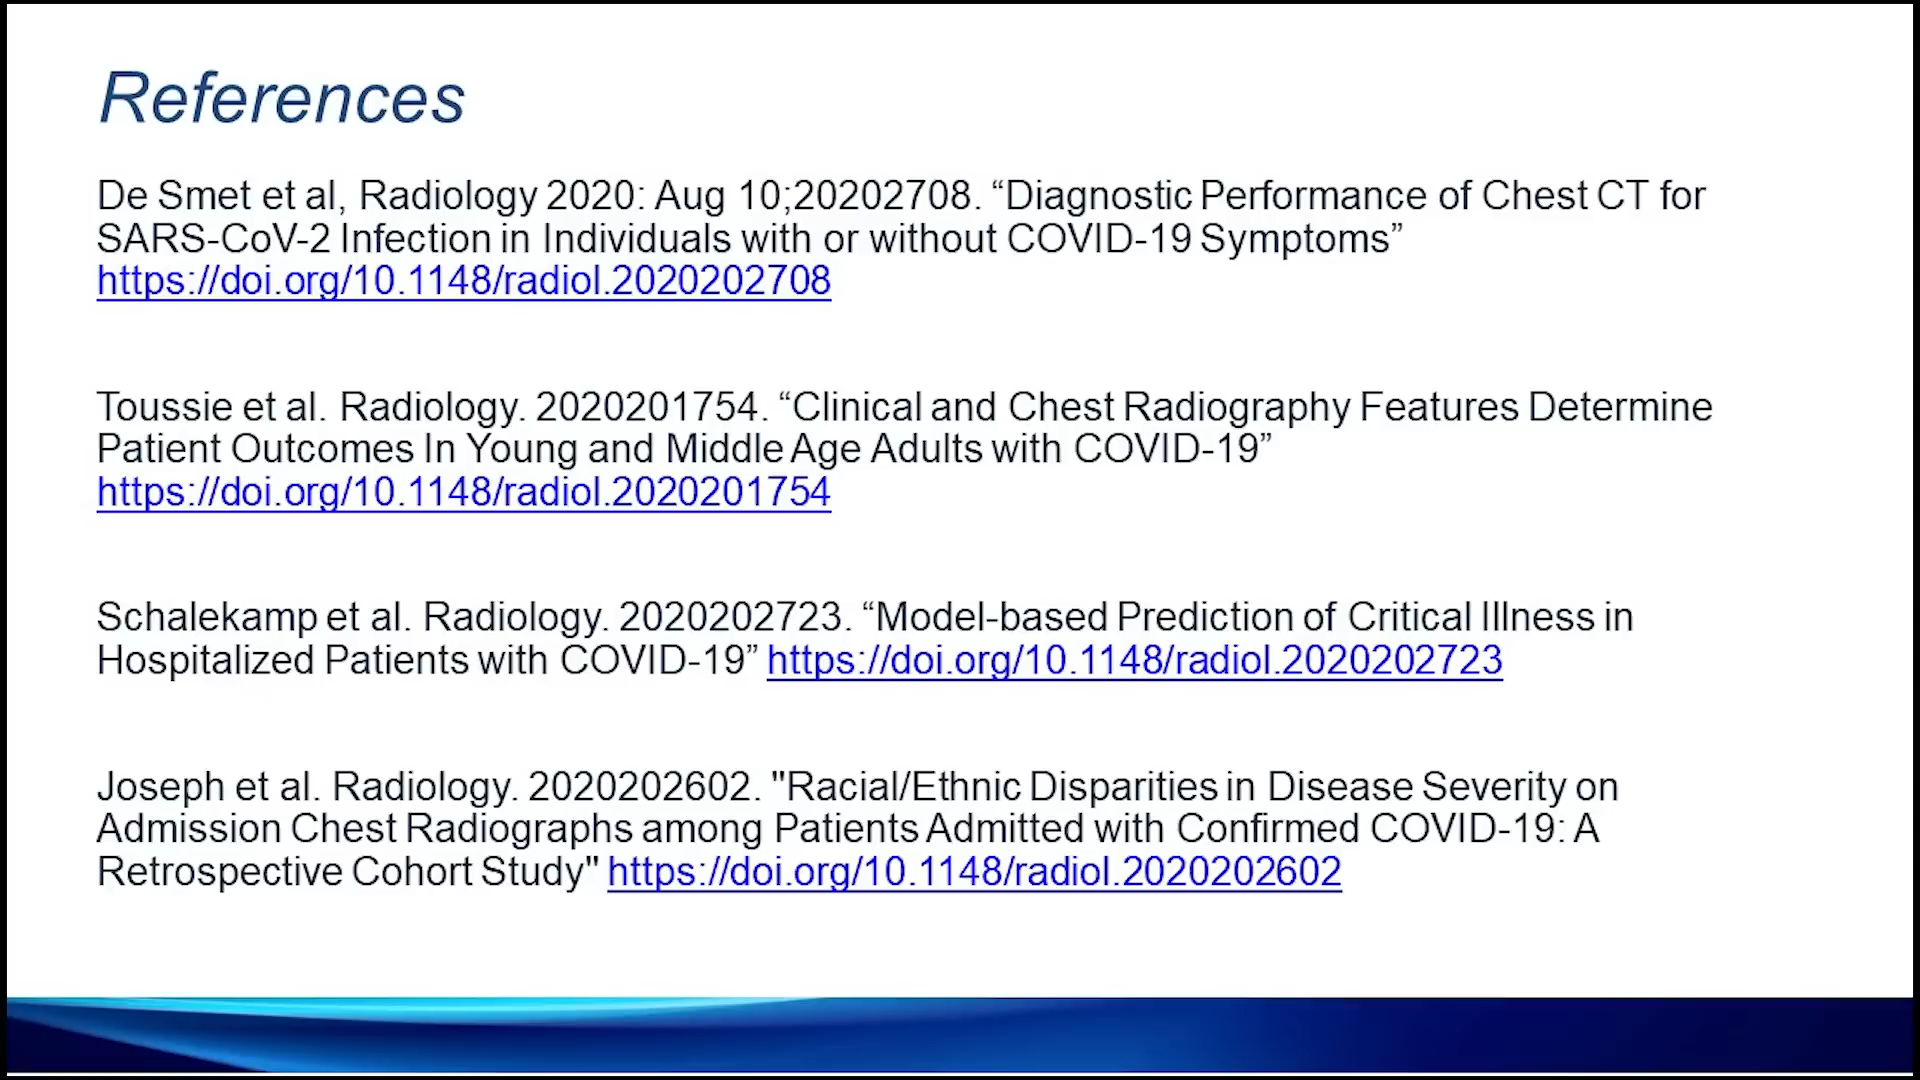 References
De Smet et al, Radiology 2020: Aug 10;20202708. “Diagnostic Performance of Chest CT for
SARS-CoV-2 Infection in Individuals with or without COVID-19 Symptoms”
https://doi.org/10.1148/radiol.2020202708
Toussie et al. Radiology. 2020201754. “Clinical and Chest Radiography Features Determine
Patient Outcomes In Young and Middle Age Adults with COVID-19”
https://doi.org/10.1148/radiol.2020201754
Schalekamp et al. Radiology. 2020202723. “Model-based Prediction of Critical Illness in
Hospitalized Patients with COVID-19” https://doi.org/10.1148/radiol.2020202723
Joseph et al. Radiology. 2020202602. "Racial/Ethnic Disparities in Disease Severity on
Admission Chest Radiographs among Patients Admitted with Confirmed COVID-19: A
Retrospective Cohort Study" https://doi.org/10.1148/radiol.2020202602